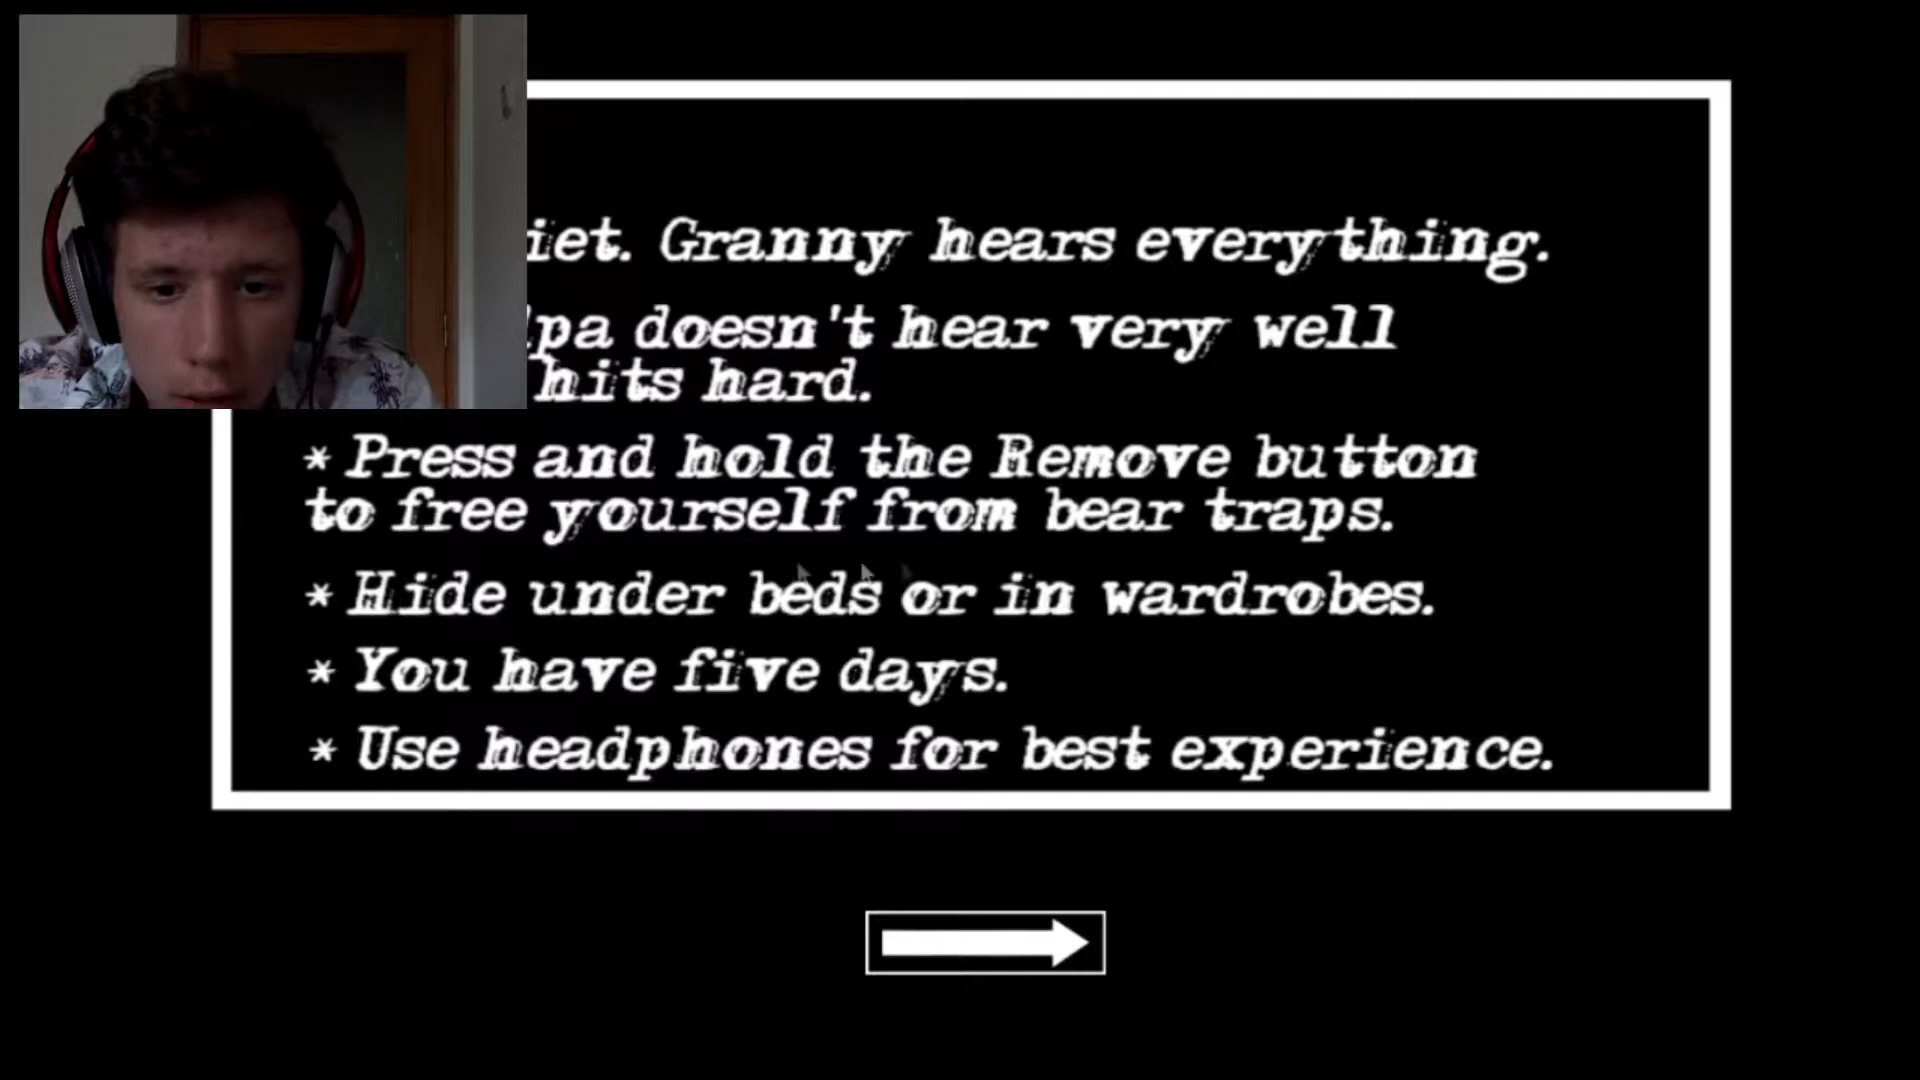 iet. Granny hears everything.
pa doesn't hear very well
hits hard.
* Press and hold the Remove button
to free yourself from bear traps.
* Hide under beds or in wardrobes.
* You have five days.
* Use headphones for best experience.